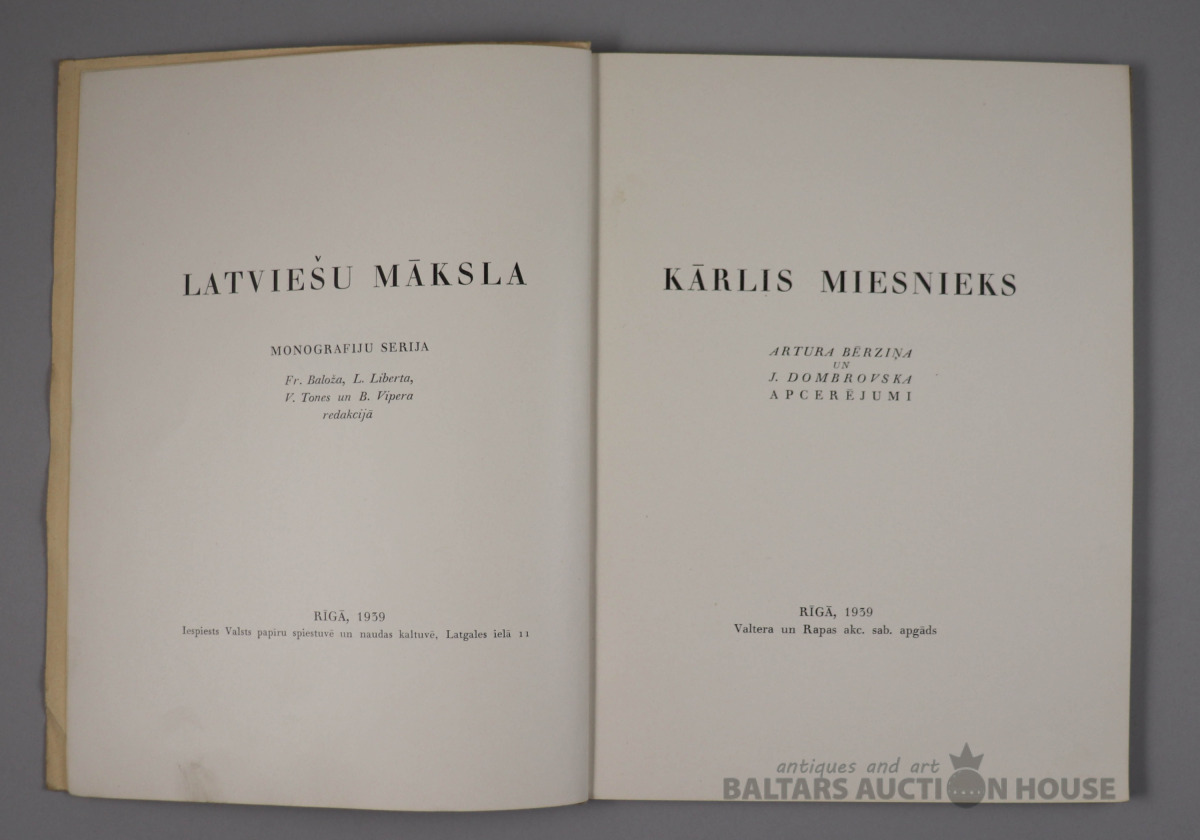 LATVIEŠU MĀKSLA
MONOGRAFIJU SERIJA
Fr. Baloža, L. Liberta,
V. Tones un B. Vipera
redakcijā
RĪGĀ, 1939
Iespiests Valsts papīru spiestuvē un naudas kaltuvē, Latgales ielā 11
KĀRLIS MIESNIEKS
ARTURA BĒRZIŅA
UN
J. DOMBROVSKA
APCERĒJUMI
RĪGĀ, 1939
Valtera un Rapas akc. sab. apgāds
antiques and art
BALTARS AUCTION HOUSE